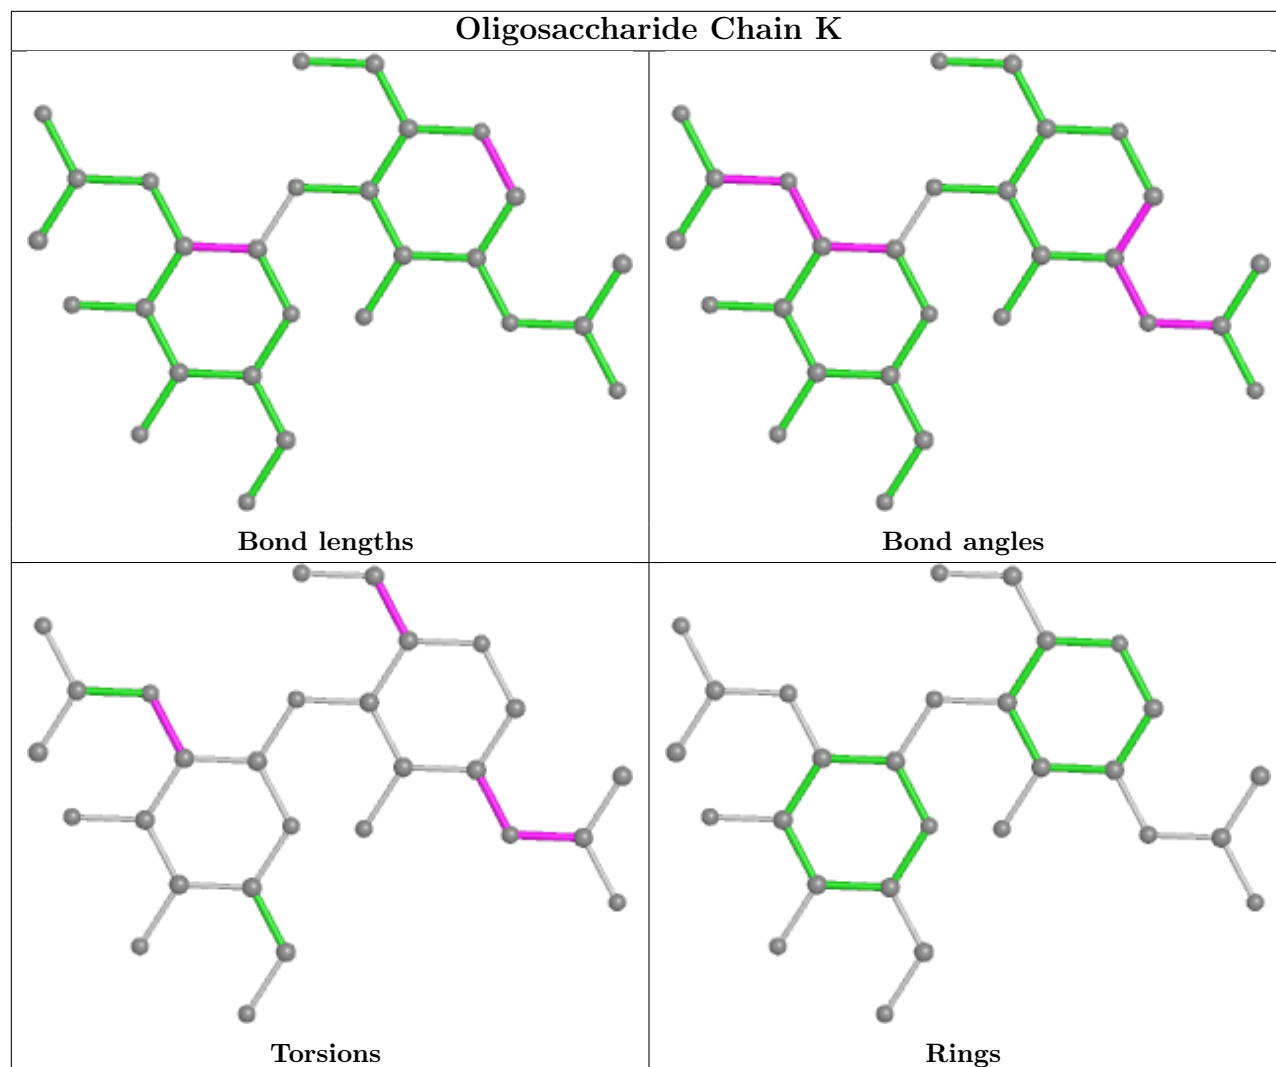 Oligosaccharide Chain K
Bond lengths
Bond angles
Torsions
Rings